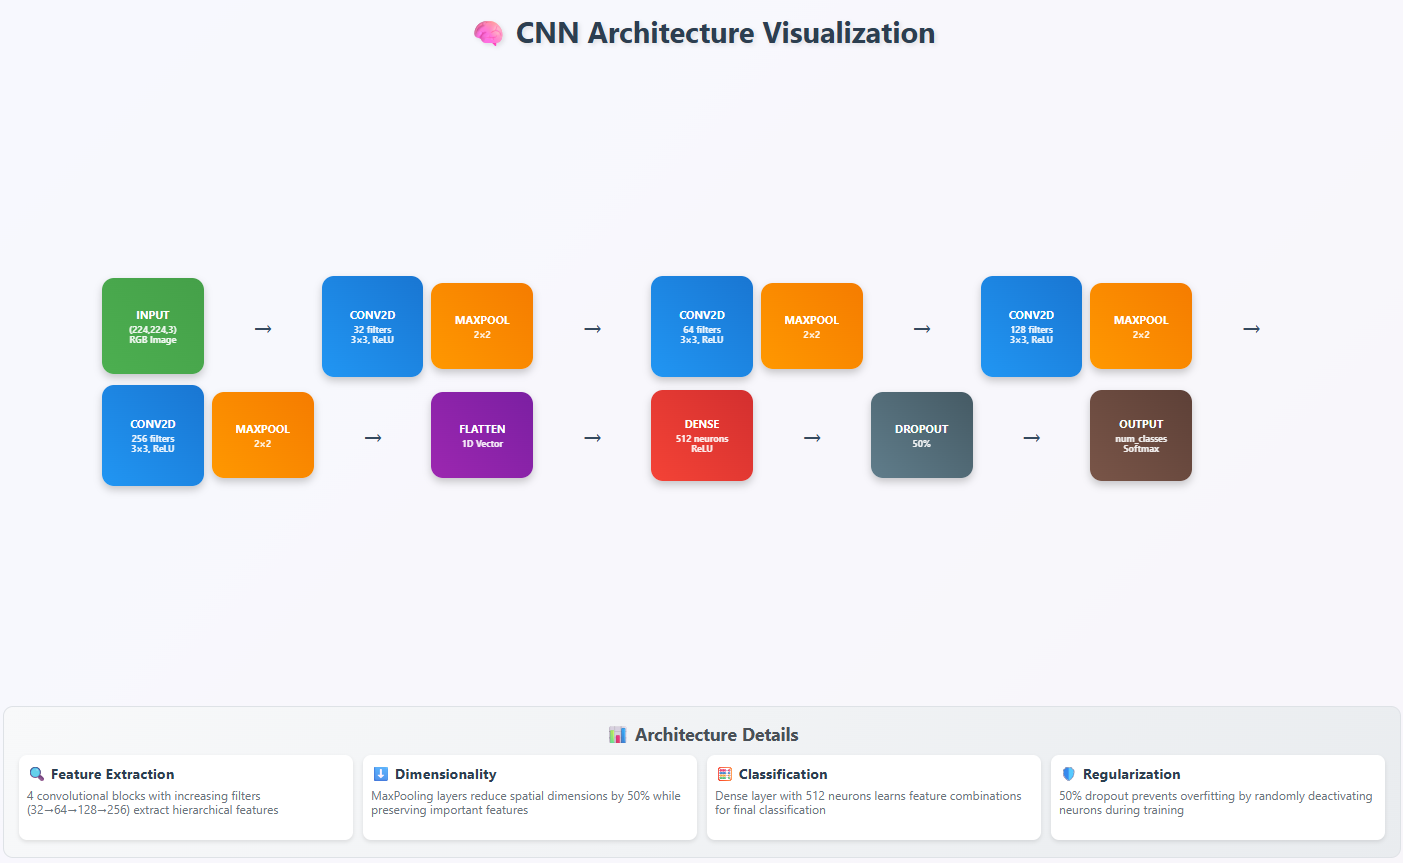 🧠 CNN Architecture Visualization
INPUT
(224,224,3)
RGB Image
→
CONV2D
32 filters
3×3, ReLU
MAXPOOL
2×2
→
CONV2D
64 filters
3×3, ReLU
MAXPOOL
2×2
→
CONV2D
128 filters
3×3, ReLU
MAXPOOL
2×2
→
CONV2D
256 filters
3×3, ReLU
MAXPOOL
2×2
→
FLATTEN
1D Vector
→
DENSE
512 neurons
ReLU
→
DROPOUT
50%
→
OUTPUT
num_classes
Softmax
📊 Architecture Details
🔍 Feature Extraction
4 convolutional blocks with increasing filters
(32→64→128→256) extract hierarchical features
⬇️ Dimensionality
MaxPooling layers reduce spatial dimensions by 50% while
preserving important features
🧮 Classification
Dense layer with 512 neurons learns feature combinations
for final classification
🛡️ Regularization
50% dropout prevents overfitting by randomly deactivating
neurons during training